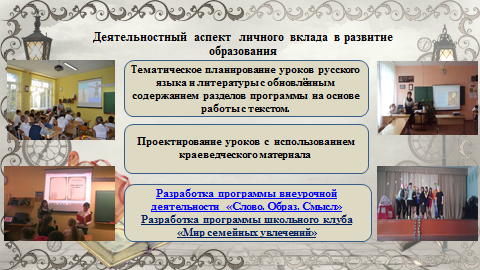 Деятельностный аспект личного вклада в развитие
образования
Тематическое планирование уроков русского
языка и литературы с обновлённым
содержанием разделов программы на основе
работы с текстом.
Проектирование уроков с использованием
краеведческого материала
Разработка программы внеурочной
деятельности «Слово. Образ. Смысл»
Разработка программы школьного клуба
«Мир семейных увлечений»